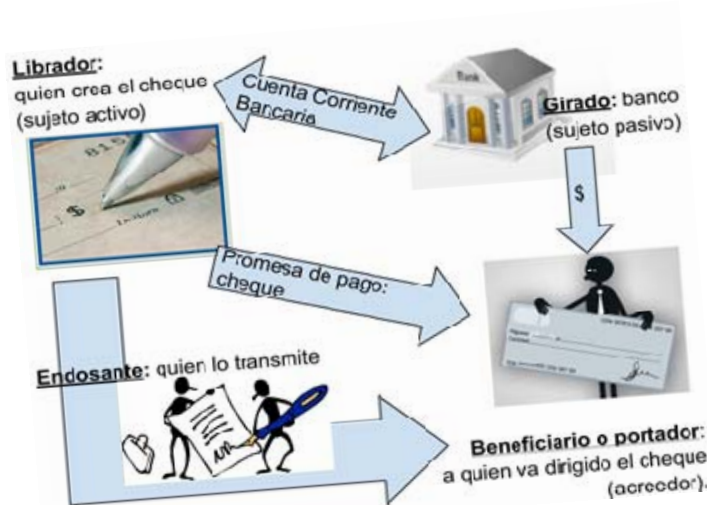 Librador:
quien crea el cheque
(sujeto activo)
Cuenta Corriente
Bancaria
Bank
Girado: banco
(sujeto pasivo)
$
815
$
Promesa de pago:
cheque
Endosante: quien lo transmite
Beneficiario o portador:
a quien va dirigido el cheque
(acreedor).